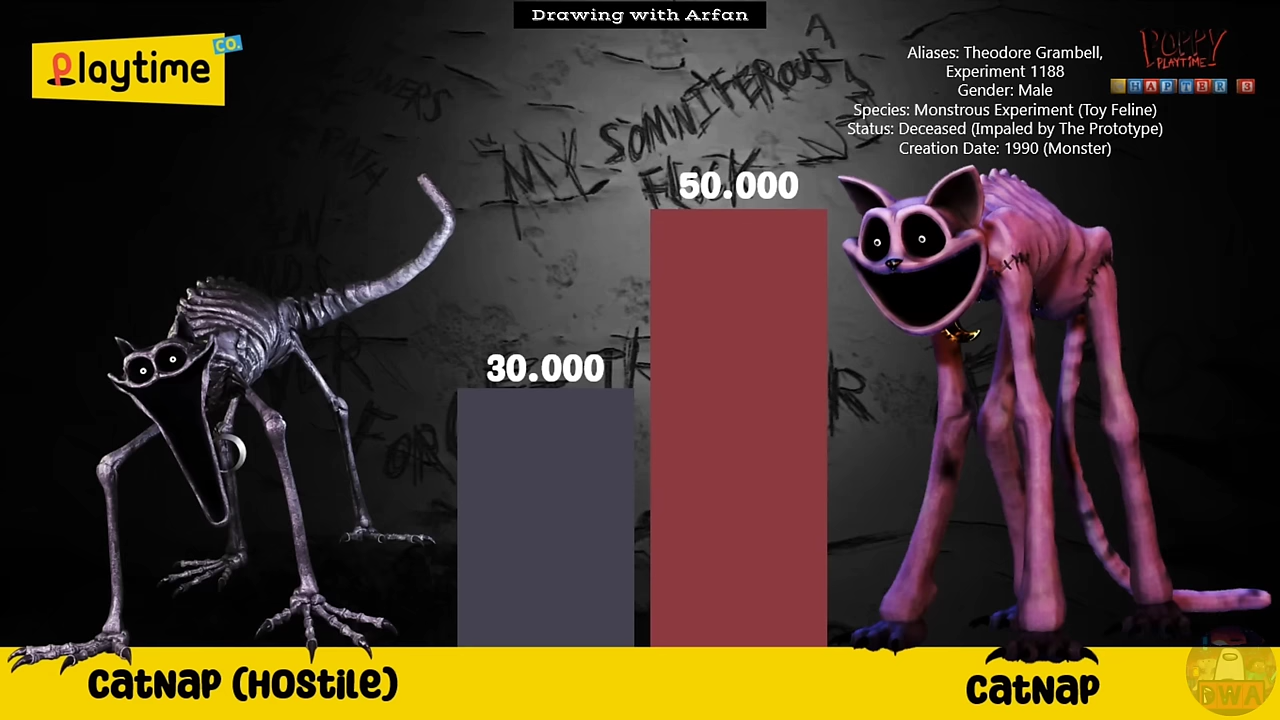 Drawing with Arfan
Playtime
CO.
Aliases: Theodore Grambell,
Experiment 1188
Gender: Male
Species: Monstrous Experiment (Toy Feline)
Status: Deceased (Impaled by The Prototype)
Creation Date: 1990 (Monster)
POPPY
PLAYTIME
CHAPTER 3
MY SOMNIFEROUS
FLOCK
50.000
30.000
CATNAP (HOSTILE)
CATNAP
DWA